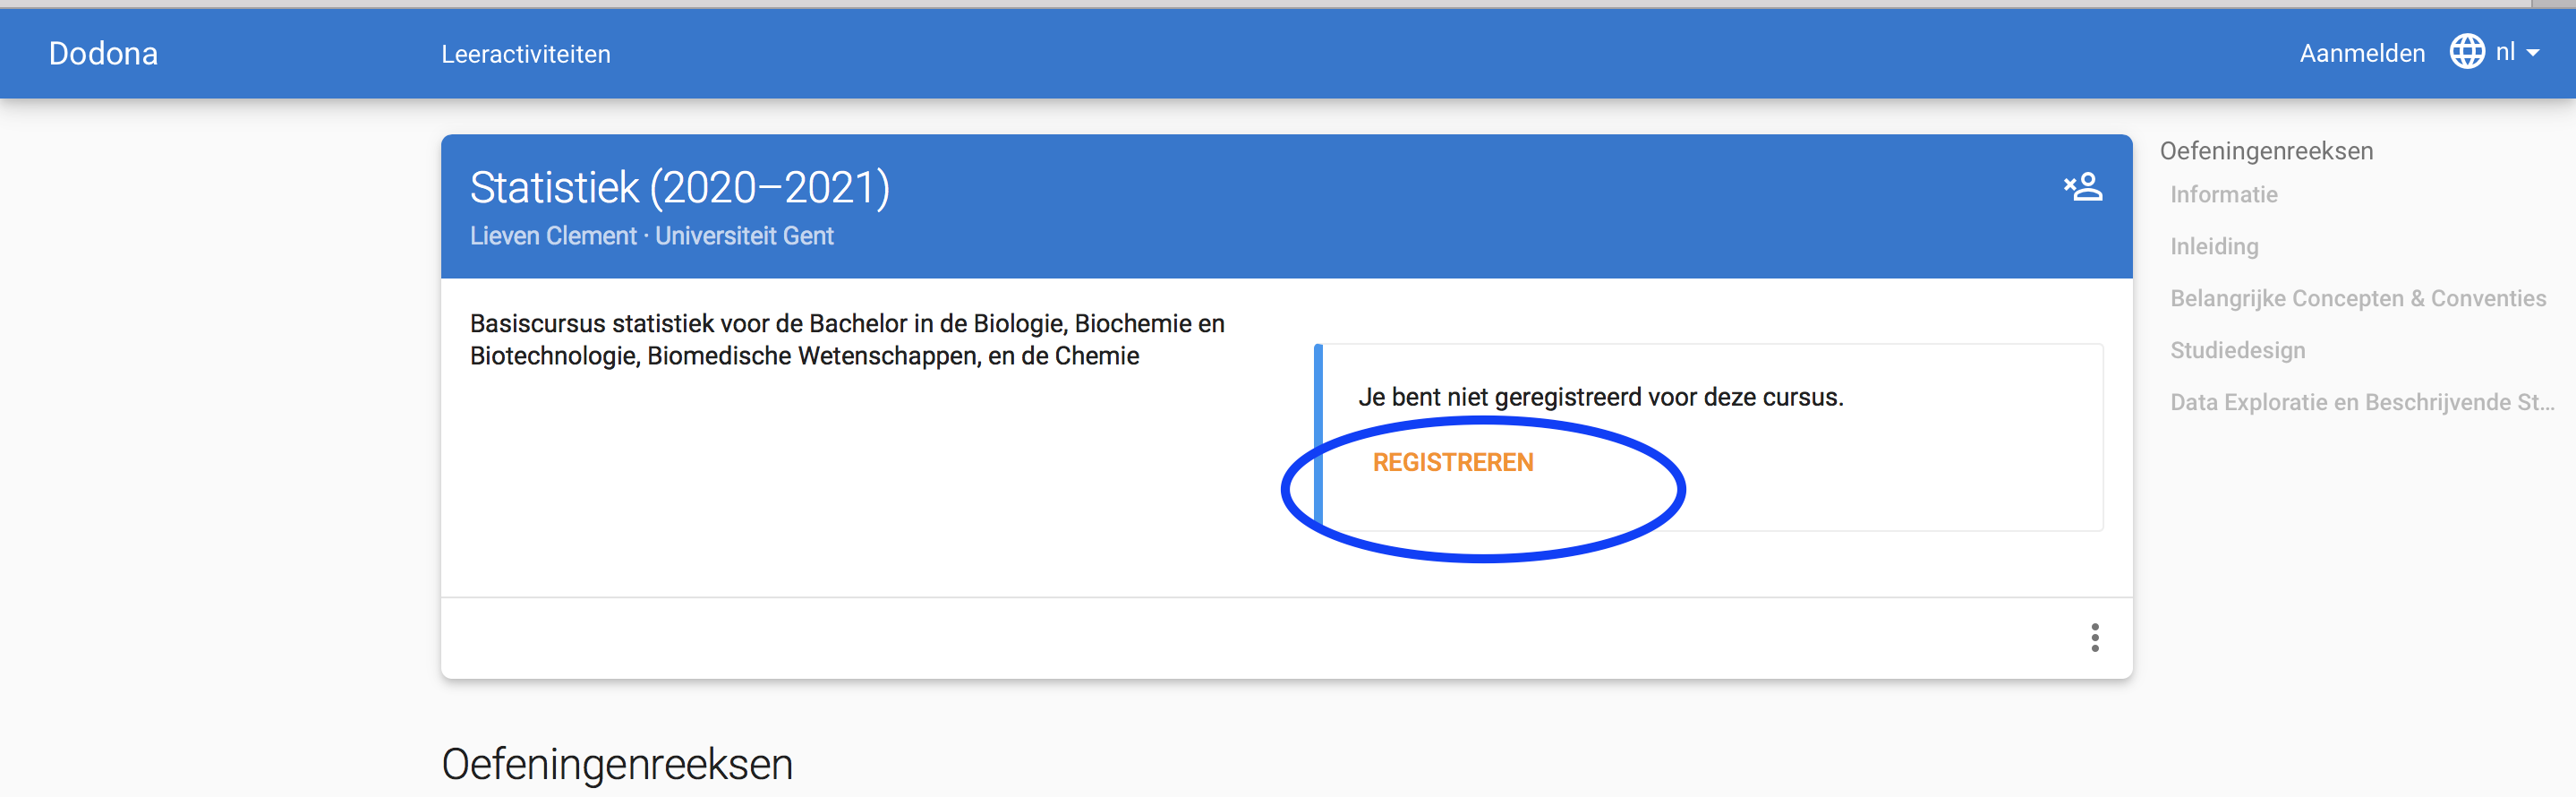 Dodona
Leeractiviteiten
Aanmelden
nl
Statistiek (2020–2021)
Lieven Clement · Universiteit Gent
Basiscursus statistiek voor de Bachelor in de Biologie, Biochemie en
Biotechnologie, Biomedische Wetenschappen, en de Chemie
Je bent niet geregistreerd voor deze cursus.
REGISTREREN
Oefeningenreeksen
Informatie
Inleiding
Belangrijke Concepten & Conventies
Studiedesign
Data Exploratie en Beschrijvende St...
Oefeningenreeksen